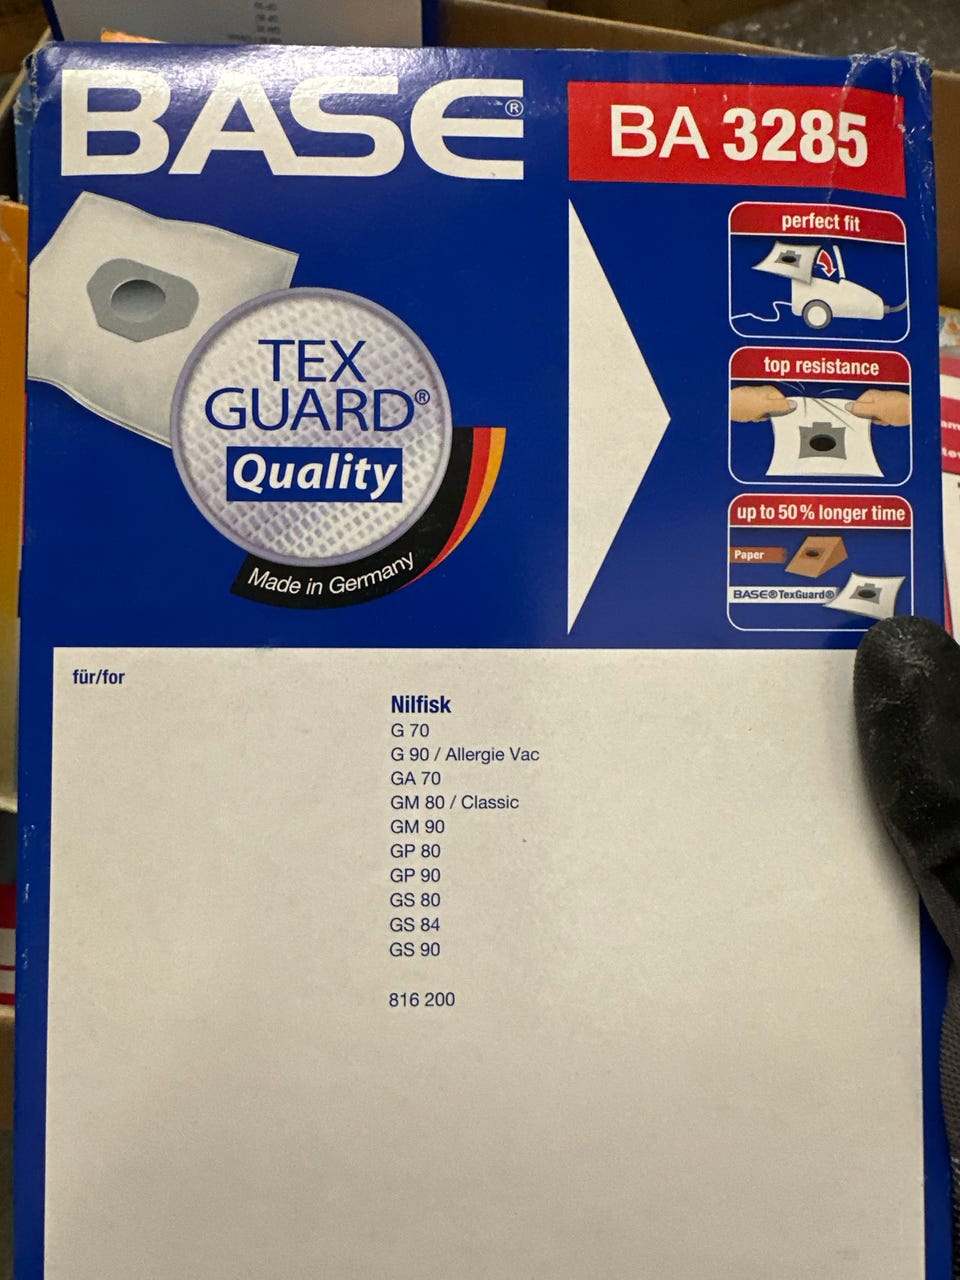 BASE®
BA 3285
perfect fit
TEX
GUARD®
Quality
Made in Germany
top resistance
up to 50% longer time
Paper
BASE®TexGuard®
für/for
Nilfisk
G 70
G 90 / Allergie Vac
GA 70
GM 80 / Classic
GM 90
GP 80
GP 90
GS 80
GS 84
GS 90
816 200